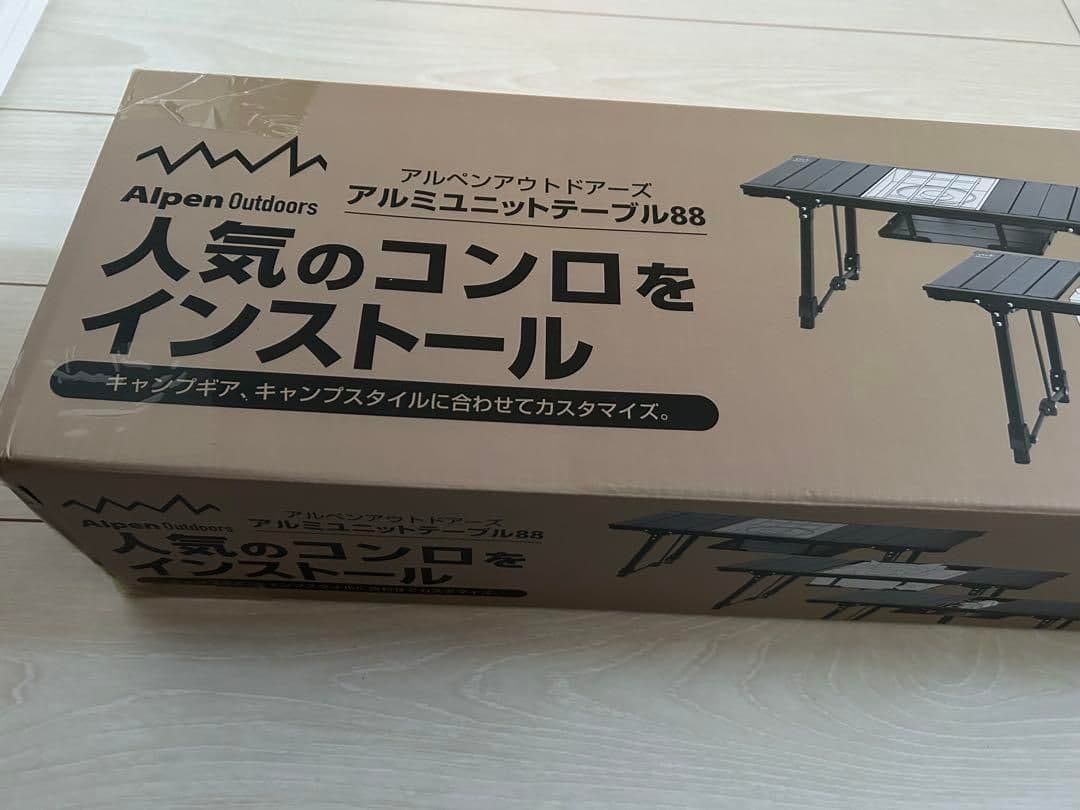 Alpen Outdoors
アルペンアウトドアーズ
アルミユニットテーブル88
人気のコンロを
インストール
キャンプギア、キャンプスタイルに合わせてカスタマイズ。
Alpen Outdoors
アルペンアウトドアーズ
アルミユニットテーブル88
人気のコンロを
インストール